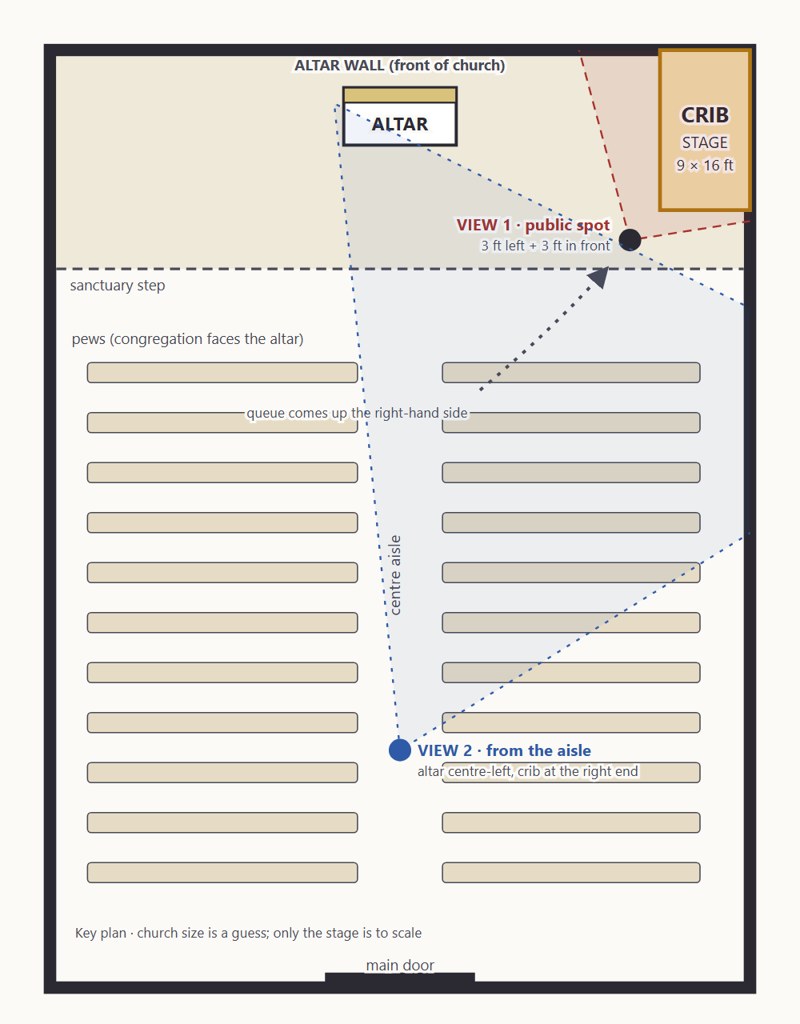 ALTAR WALL (front of church)
ALTAR
CRIB
STAGE
9 × 16 ft
VIEW 1 · public spot
3 ft left + 3 ft in front
sanctuary step
pews (congregation faces the altar)
queue comes up the right-hand side
centre aisle
VIEW 2 · from the aisle
altar centre-left, crib at the right end
Key plan · church size is a guess; only the stage is to scale
main door